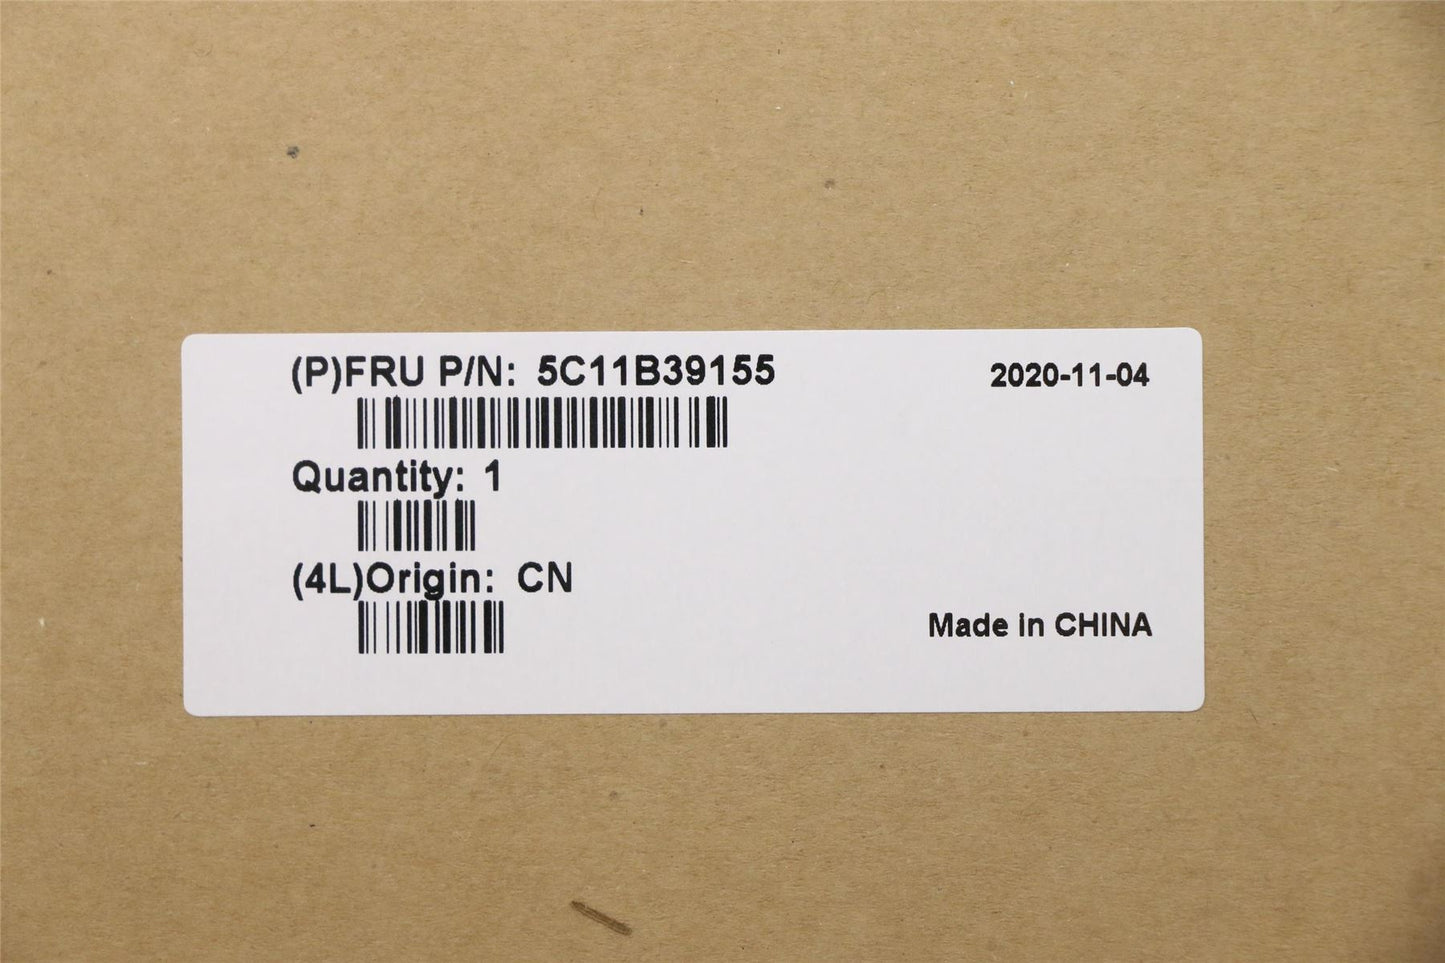 (P)FRU P/N: 5C11B39155
2020-11-04
Quantity: 1
(4L)Origin: CN
Made in CHINA